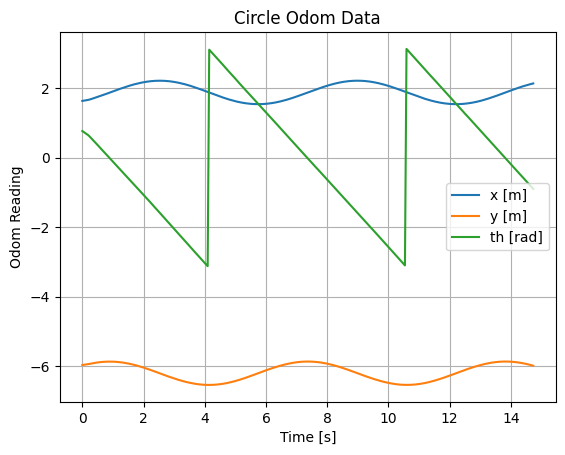 Circle Odom Data
Odom Reading
2
0
−2
−4
−6
x [m]
y [m]
th [rad]
0 2 4 6 8 10 12 14
Time [s]